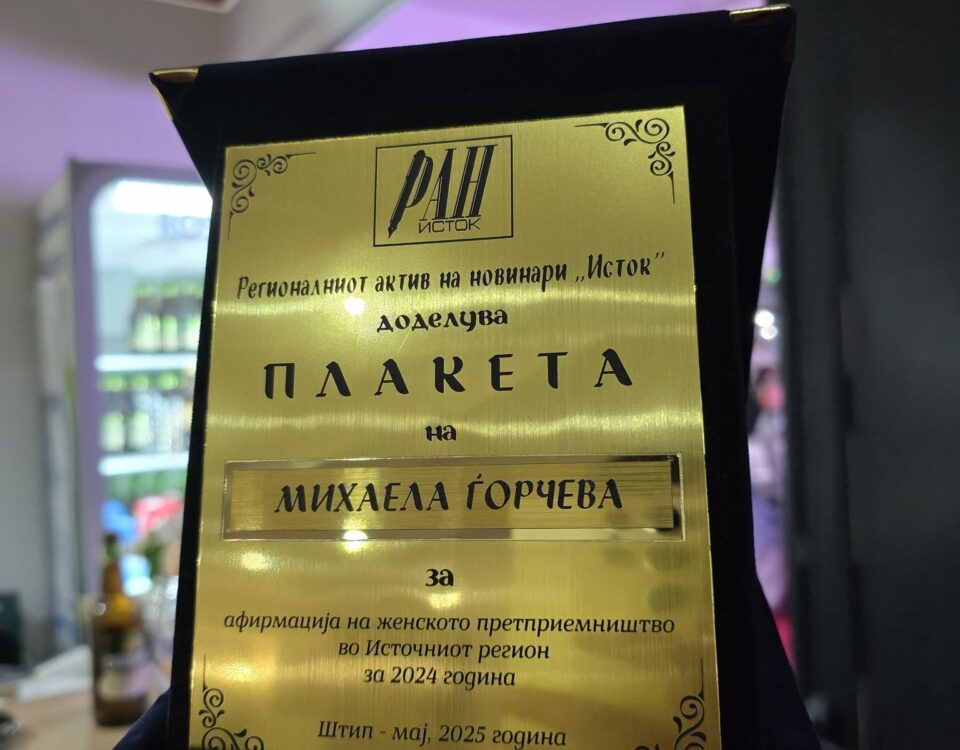 РАН
ИСТОК
Регионалниот актив на новинари „Исток”
доделува
ПЛАКЕТА
на
МИХАЕЛА ЃОРЧЕВА
за
афирмација на женското претприемништво
во Источниот регион
за 2024 година
Штип - мај, 2025 година